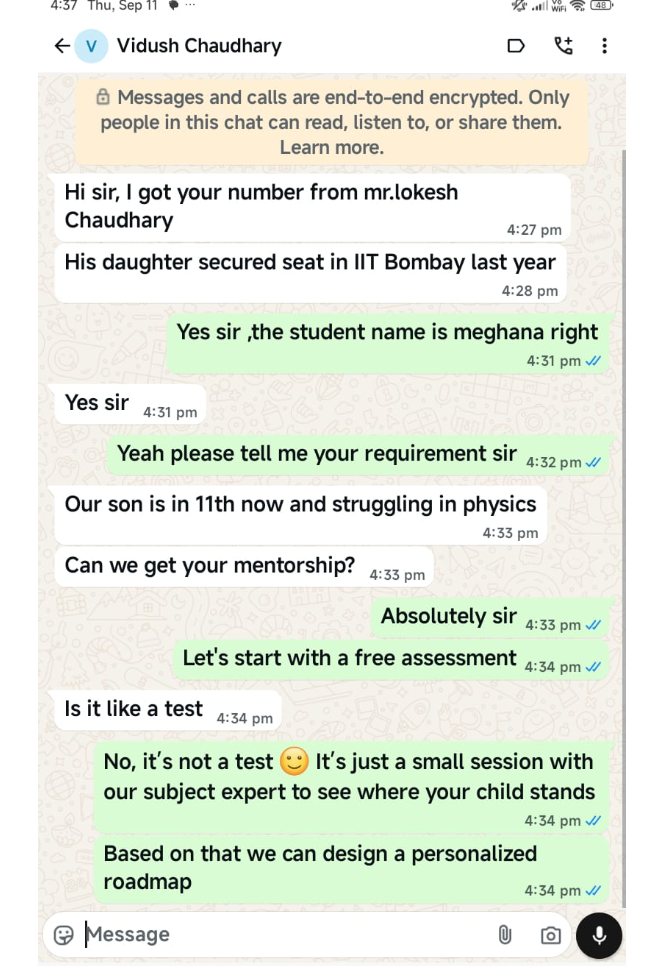 4:37 Thu, Sep 11 ...
Vo
WiFi
48
V Vidush Chaudhary
Messages and calls are end-to-end encrypted. Only
people in this chat can read, listen to, or share them.
Learn more.
Hi sir, I got your number from mr.lokesh
Chaudhary
4:27 pm
His daughter secured seat in IIT Bombay last year
4:28 pm
Yes sir ,the student name is meghana right
4:31 pm
Yes sir 4:31 pm
Yeah please tell me your requirement sir 4:32 pm
Our son is in 11th now and struggling in physics
4:33 pm
Can we get your mentorship? 4:33 pm
Absolutely sir 4:33 pm
Let's start with a free assessment 4:34 pm
Is it like a test 4:34 pm
No, it's not a test 🙂 It's just a small session with
our subject expert to see where your child stands
4:34 pm
Based on that we can design a personalized
roadmap 4:34 pm
Message